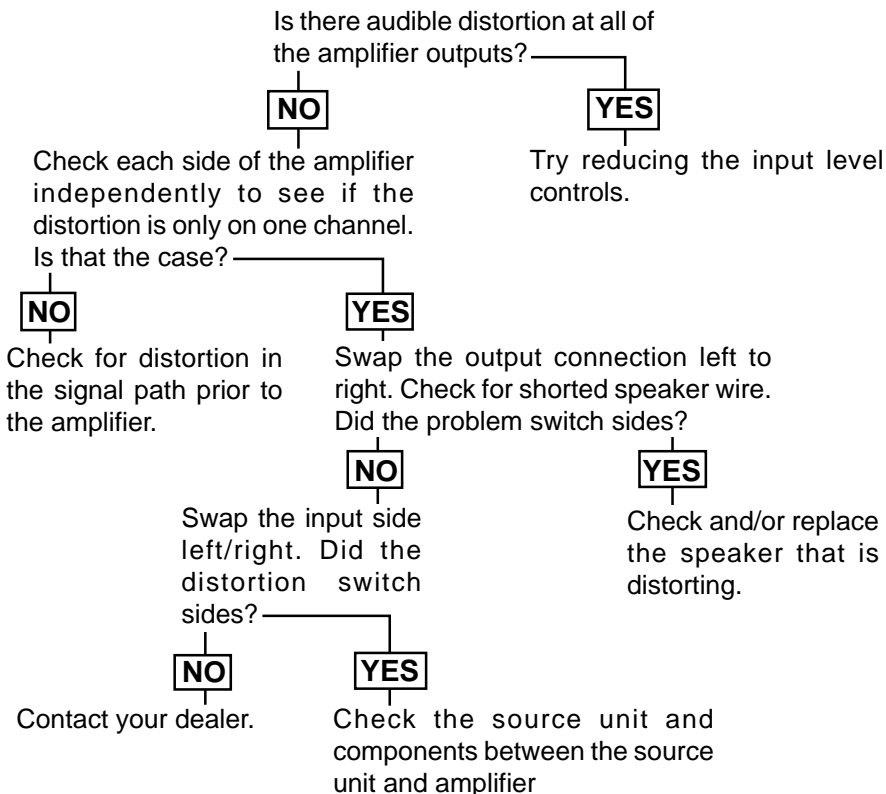 Is there audible distortion at all of
the amplifier outputs?
NO
YES
Check each side of the amplifier
independently to see if the
distortion is only on one channel.
Is that the case?
Try reducing the input level
controls.
NO
YES
Check for distortion in
the signal path prior to
the amplifier.
Swap the output connection left to
right. Check for shorted speaker wire.
Did the problem switch sides?
NO
YES
Swap the input side
left/right. Did the
distortion switch
sides?
Check and/or replace
the speaker that is
distorting.
NO
YES
Contact your dealer.
Check the source unit and
components between the source
unit and amplifier